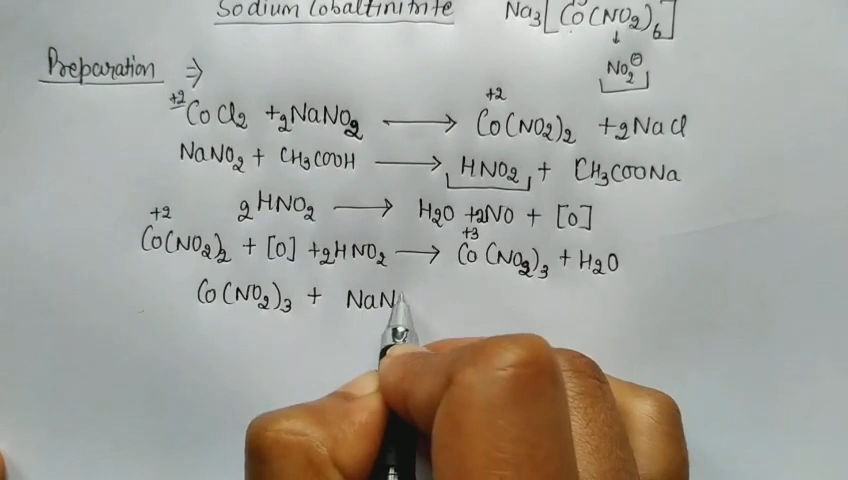 Sodium Cobaltinitrite Na₃[Co(NO₂)₆]
↓
Preparation ⇒ NO₂⊖
+2 +2
CoCl₂ + 2NaNO₂ ⟶ Co(NO₂)₂ + 2NaCl
NaNO₂ + CH₃COOH ⟶ HNO₂ + CH₃COONa
2HNO₂ ⟶ H₂O + 2NO + [O]
+2 +3
Co(NO₂)₂ + [O] + 2HNO₂ ⟶ Co(NO₂)₃ + H₂O
Co(NO₂)₃ + NaN